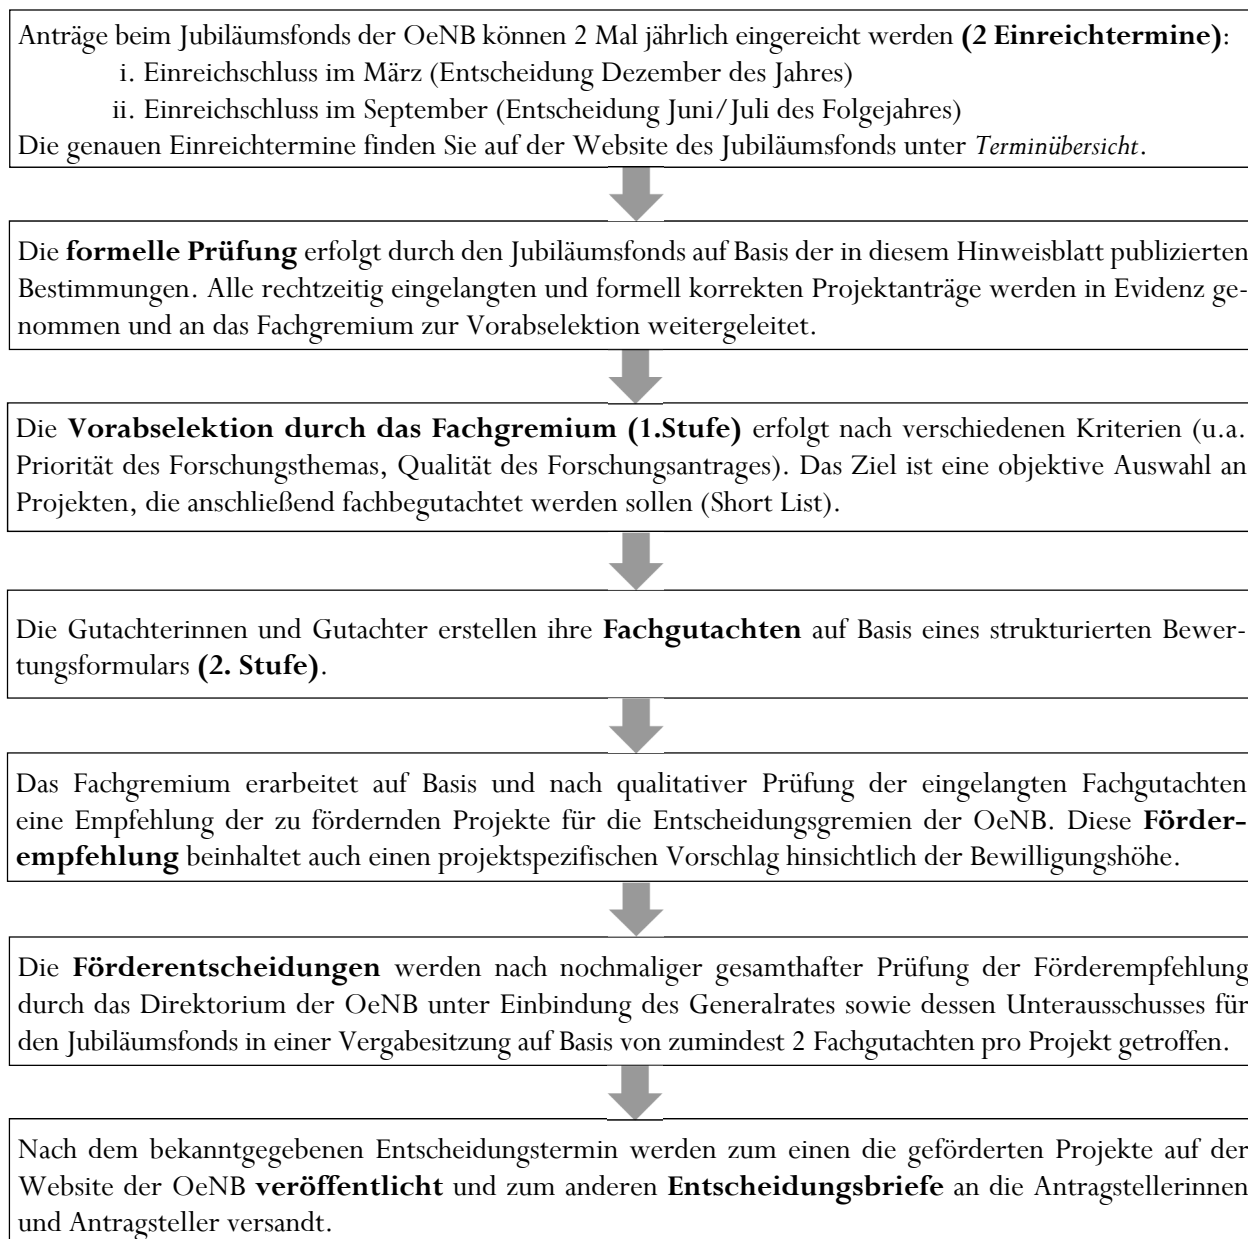 Anträge beim Jubiläumsfonds der OeNB können 2 Mal jährlich eingereicht werden (2 Einreichtermine):
i. Einreichschluss im März (Entscheidung Dezember des Jahres)
ii. Einreichschluss im September (Entscheidung Juni/Juli des Folgejahres)
Die genauen Einreichtermine finden Sie auf der Website des Jubiläumsfonds unter Terminübersicht.
Die formelle Prüfung erfolgt durch den Jubiläumsfonds auf Basis der in diesem Hinweisblatt publizierten
Bestimmungen. Alle rechtzeitig eingelangten und formell korrekten Projektanträge werden in Evidenz ge-
nommen und an das Fachgremium zur Vorabselektion weitergeleitet.
Die Vorabselektion durch das Fachgremium (1.Stufe) erfolgt nach verschiedenen Kriterien (u.a.
Priorität des Forschungsthemas, Qualität des Forschungsantrages). Das Ziel ist eine objektive Auswahl an
Projekten, die anschließend fachbegutachtet werden sollen (Short List).
Die Gutachterinnen und Gutachter erstellen ihre Fachgutachten auf Basis eines strukturierten Bewer-
tungsformulars (2. Stufe).
Das Fachgremium erarbeitet auf Basis und nach qualitativer Prüfung der eingelangten Fachgutachten
eine Empfehlung der zu fördernden Projekte für die Entscheidungsgremien der OeNB. Diese Förder-
empfehlung beinhaltet auch einen projektspezifischen Vorschlag hinsichtlich der Bewilligungshöhe.
Die Förderentscheidungen werden nach nochmaliger gesamthafter Prüfung der Förderempfehlung
durch das Direktorium der OeNB unter Einbindung des Generalrates sowie dessen Unterausschusses für
den Jubiläumsfonds in einer Vergabesitzung auf Basis von zumindest 2 Fachgutachten pro Projekt getroffen.
Nach dem bekanntgegebenen Entscheidungstermin werden zum einen die geförderten Projekte auf der
Website der OeNB veröffentlicht und zum anderen Entscheidungsbriefe an die Antragstellerinnen
und Antragsteller versandt.